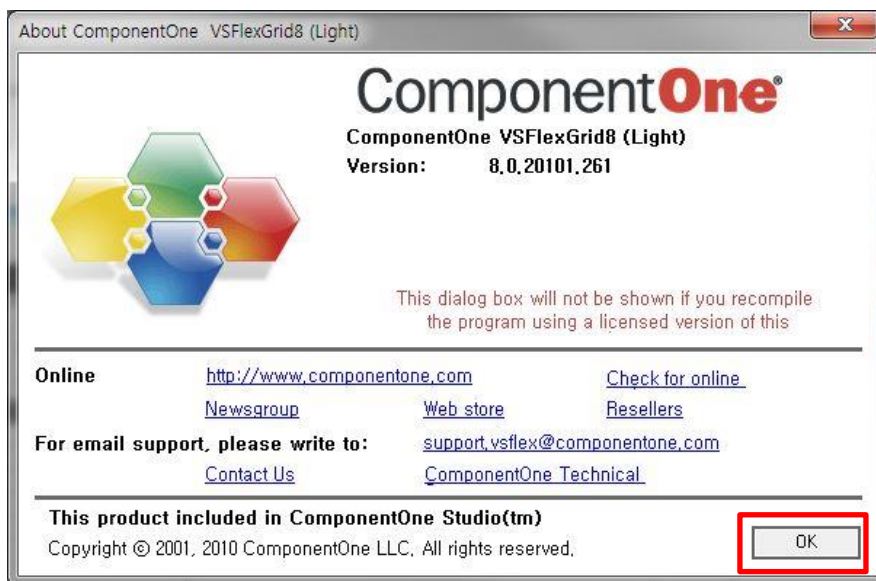 About ComponentOne VSFlexGrid8 (Light)
ComponentOne®
ComponentOne VSFlexGrid8 (Light)
Version: 8.0.20101.261
This dialog box will not be shown if you recompile
the program using a licensed version of this
Online http://www.componentone.com Check for online
Newsgroup Web store Resellers
For email support, please write to: support.vsflex@componentone.com
Contact Us ComponentOne Technical
This product included in ComponentOne Studio(tm)
Copyright © 2001, 2010 ComponentOne LLC. All rights reserved.
OK